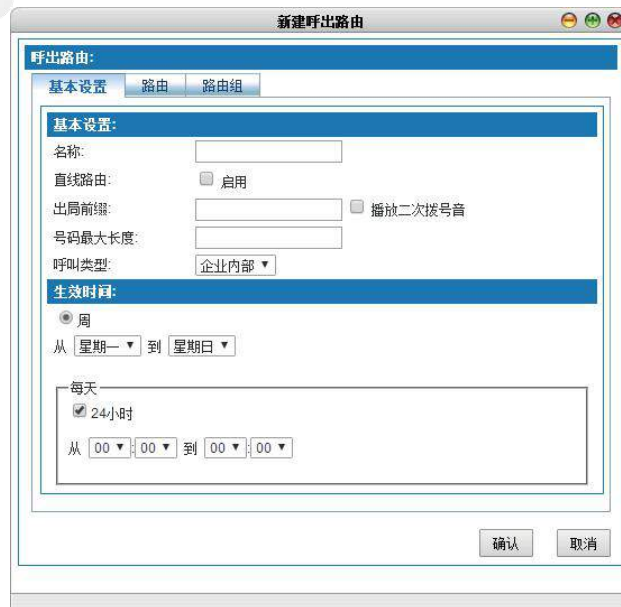 新建呼出路由
呼出路由:
基本设置 路由 路由组
基本设置:
名称:
直线路由: 启用
出局前缀: 播放二次拨号音
号码最大长度:
呼叫类型: 企业内部
生效时间:
周
从 星期一 到 星期日
每天
24小时
从 00 : 00 到 00 : 00
确认 取消